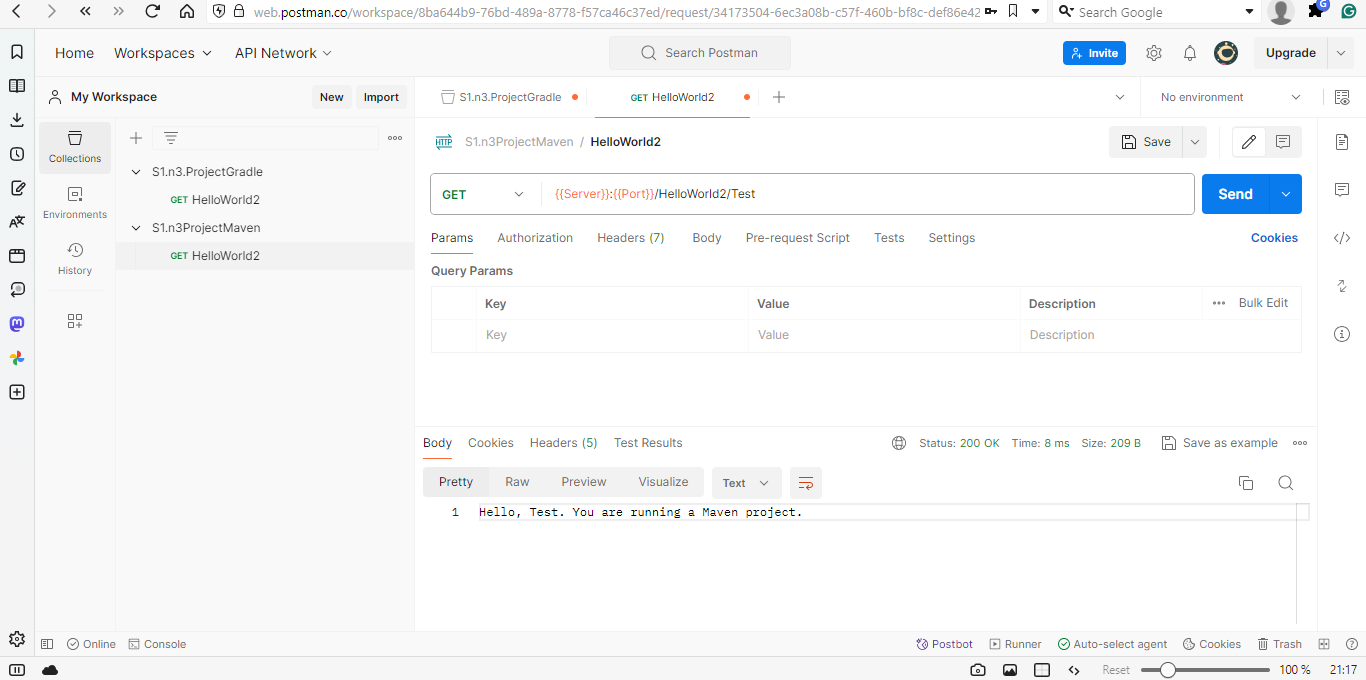 web.postman.co/workspace/8ba644b9-76bd-489a-8778-f57ca46c37ed/request/34173504-6ec3a08b-c57f-460b-bf8c-def86e42
Search Google
G
Home
Workspaces
API Network
Search Postman
Invite
Upgrade
My Workspace
New
Import
S1.n3.ProjectGradle
GET HelloWorld2
No environment
Collections
Environments
History
S1.n3.ProjectGradle
GET HelloWorld2
S1.n3ProjectMaven
GET HelloWorld2
HTTP
S1.n3ProjectMaven / HelloWorld2
Save
GET
{{Server}}:{{Port}}/HelloWorld2/Test
Send
Params
Authorization
Headers (7)
Body
Pre-request Script
Tests
Settings
Cookies
Query Params
Key
Value
Description
Bulk Edit
Key
Value
Description
Body
Cookies
Headers (5)
Test Results
Status: 200 OK
Time: 8 ms
Size: 209 B
Save as example
Pretty
Raw
Preview
Visualize
Text
1
Hello, Test. You are running a Maven project.
Online
Console
Postbot
Runner
Auto-select agent
Cookies
Trash
Reset
100 %
21:17